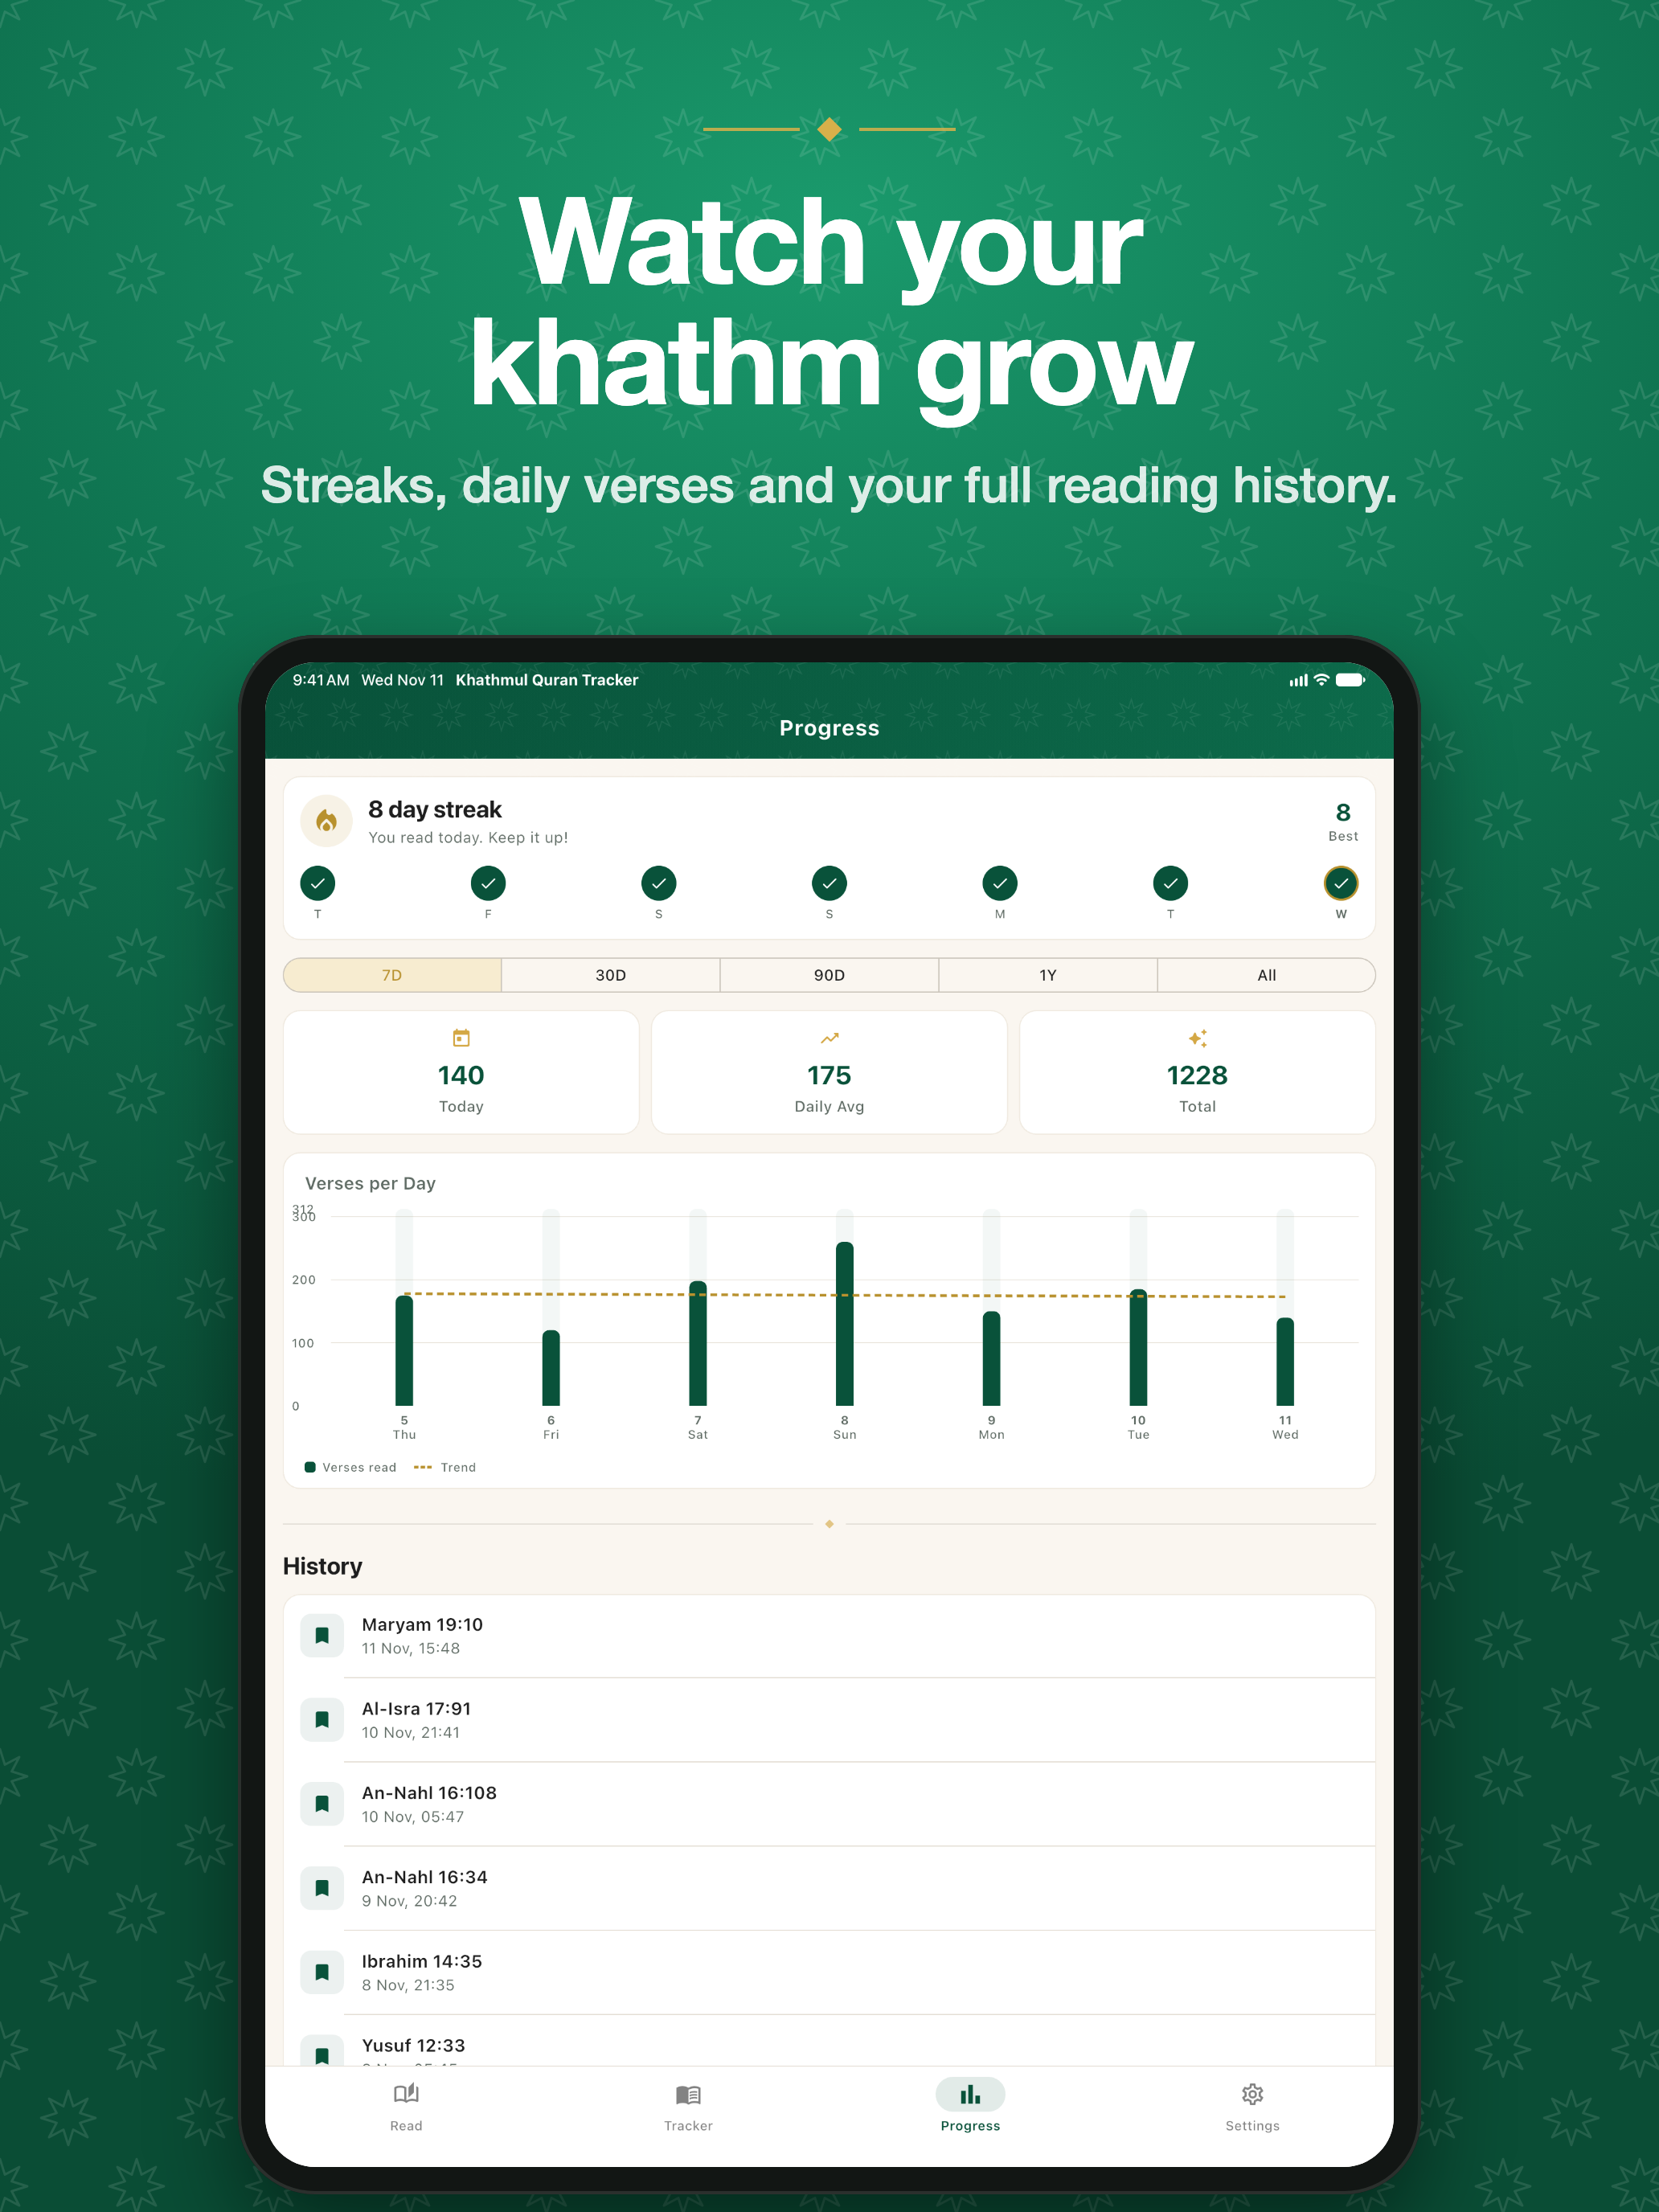 Watch your
khathm grow
Streaks, daily verses and your full reading history.
9:41 AM Wed Nov 11 Khathmul Quran Tracker
Progress
8 day streak
You read today. Keep it up!
8
Best
T F S S M T W
7D 30D 90D 1Y All
140
Today
175
Daily Avg
1228
Total
Verses per Day
312
300
200
100
0
5 6 7 8 9 10 11
Thu Fri Sat Sun Mon Tue Wed
Verses read Trend
History
Maryam 19:10
11 Nov, 15:48
Al-Isra 17:91
10 Nov, 21:41
An-Nahl 16:108
10 Nov, 05:47
An-Nahl 16:34
9 Nov, 20:42
Ibrahim 14:35
8 Nov, 21:35
Yusuf 12:33
Read Tracker Progress Settings